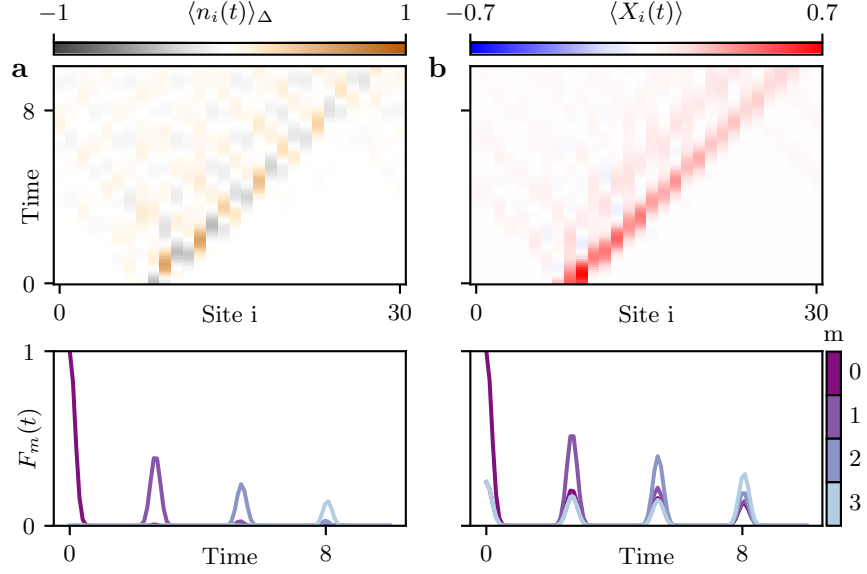 −1 ⟨n_i(t)⟩_Δ 1
−0.7 ⟨X_i(t)⟩ 0.7
a
b
8
0
Time
0 Site i 30
0 Site i 30
1
0
F_m(t)
0 Time 8
0 Time 8
m
0
1
2
3